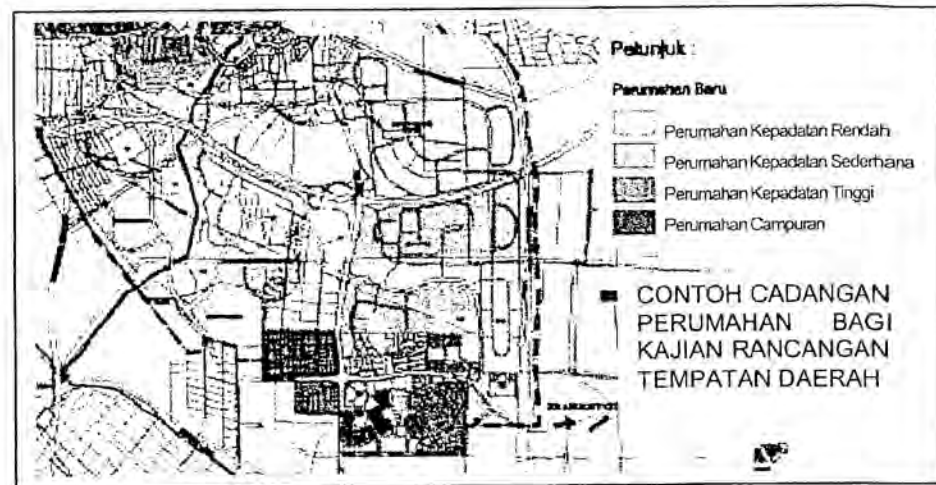 Petunjuk :
Perumahan Baru
Perumahan Kepadatan Rendah
Perumahan Kepadatan Sederhana
Perumahan Kepadatan Tinggi
Perumahan Campuran
CONTOH CADANGAN
PERUMAHAN BAGI
KAJIAN RANCANGAN
TEMPATAN DAERAH